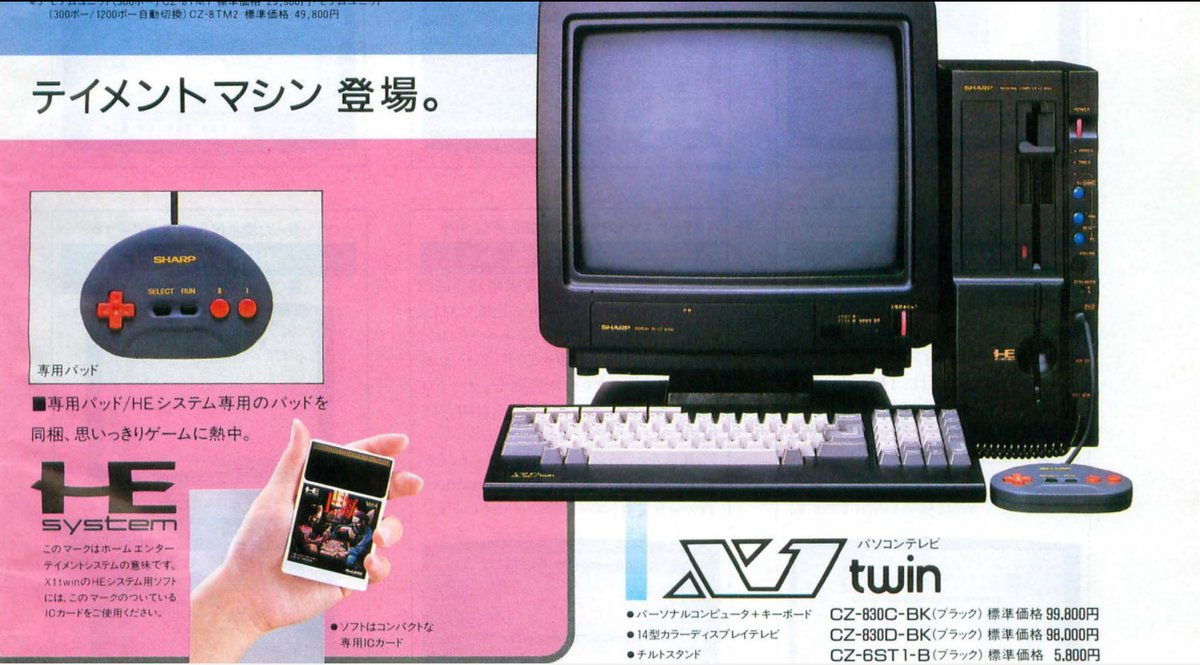 (300ボー/1200ボー自動切換) CZ-8TM2 標準価格 49,800円
テイメントマシン 登場。
SHARP
SELECT RUN
II I
専用パッド
■専用パッド/HEシステム専用のパッドを
同梱、思いっきりゲームに熱中。
HE
system
このマークはホームエンター
テイメントシステムの意味です。
X1twinのHEシステム用ソフト
には、このマークのついている
ICカードをご使用ください。
●ソフトはコンパクトな
専用ICカード
SHARP
SHARP
POWER
HE
X1 twin
SHARP
X1 twin
パソコンテレビ
●パーソナルコンピュータ+キーボード CZ-830C-BK(ブラック) 標準価格 99,800円
●14型カラーディスプレイテレビ CZ-830D-BK(ブラック) 標準価格 98,000円
●チルトスタンド CZ-6ST1-B(ブラック) 標準価格 5,800円